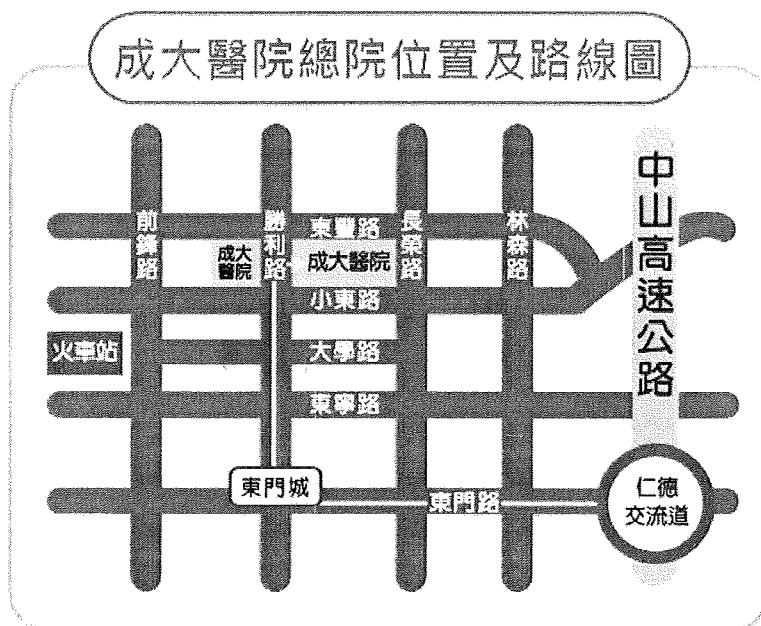 成大醫院總院位置及路線圖
中山高速公路
前鋒路
勝利路
東豐路
長榮路
林森路
成大
醫院
成大醫院
小東路
火車站
大學路
東寧路
東門城
東門路
仁德
交流道